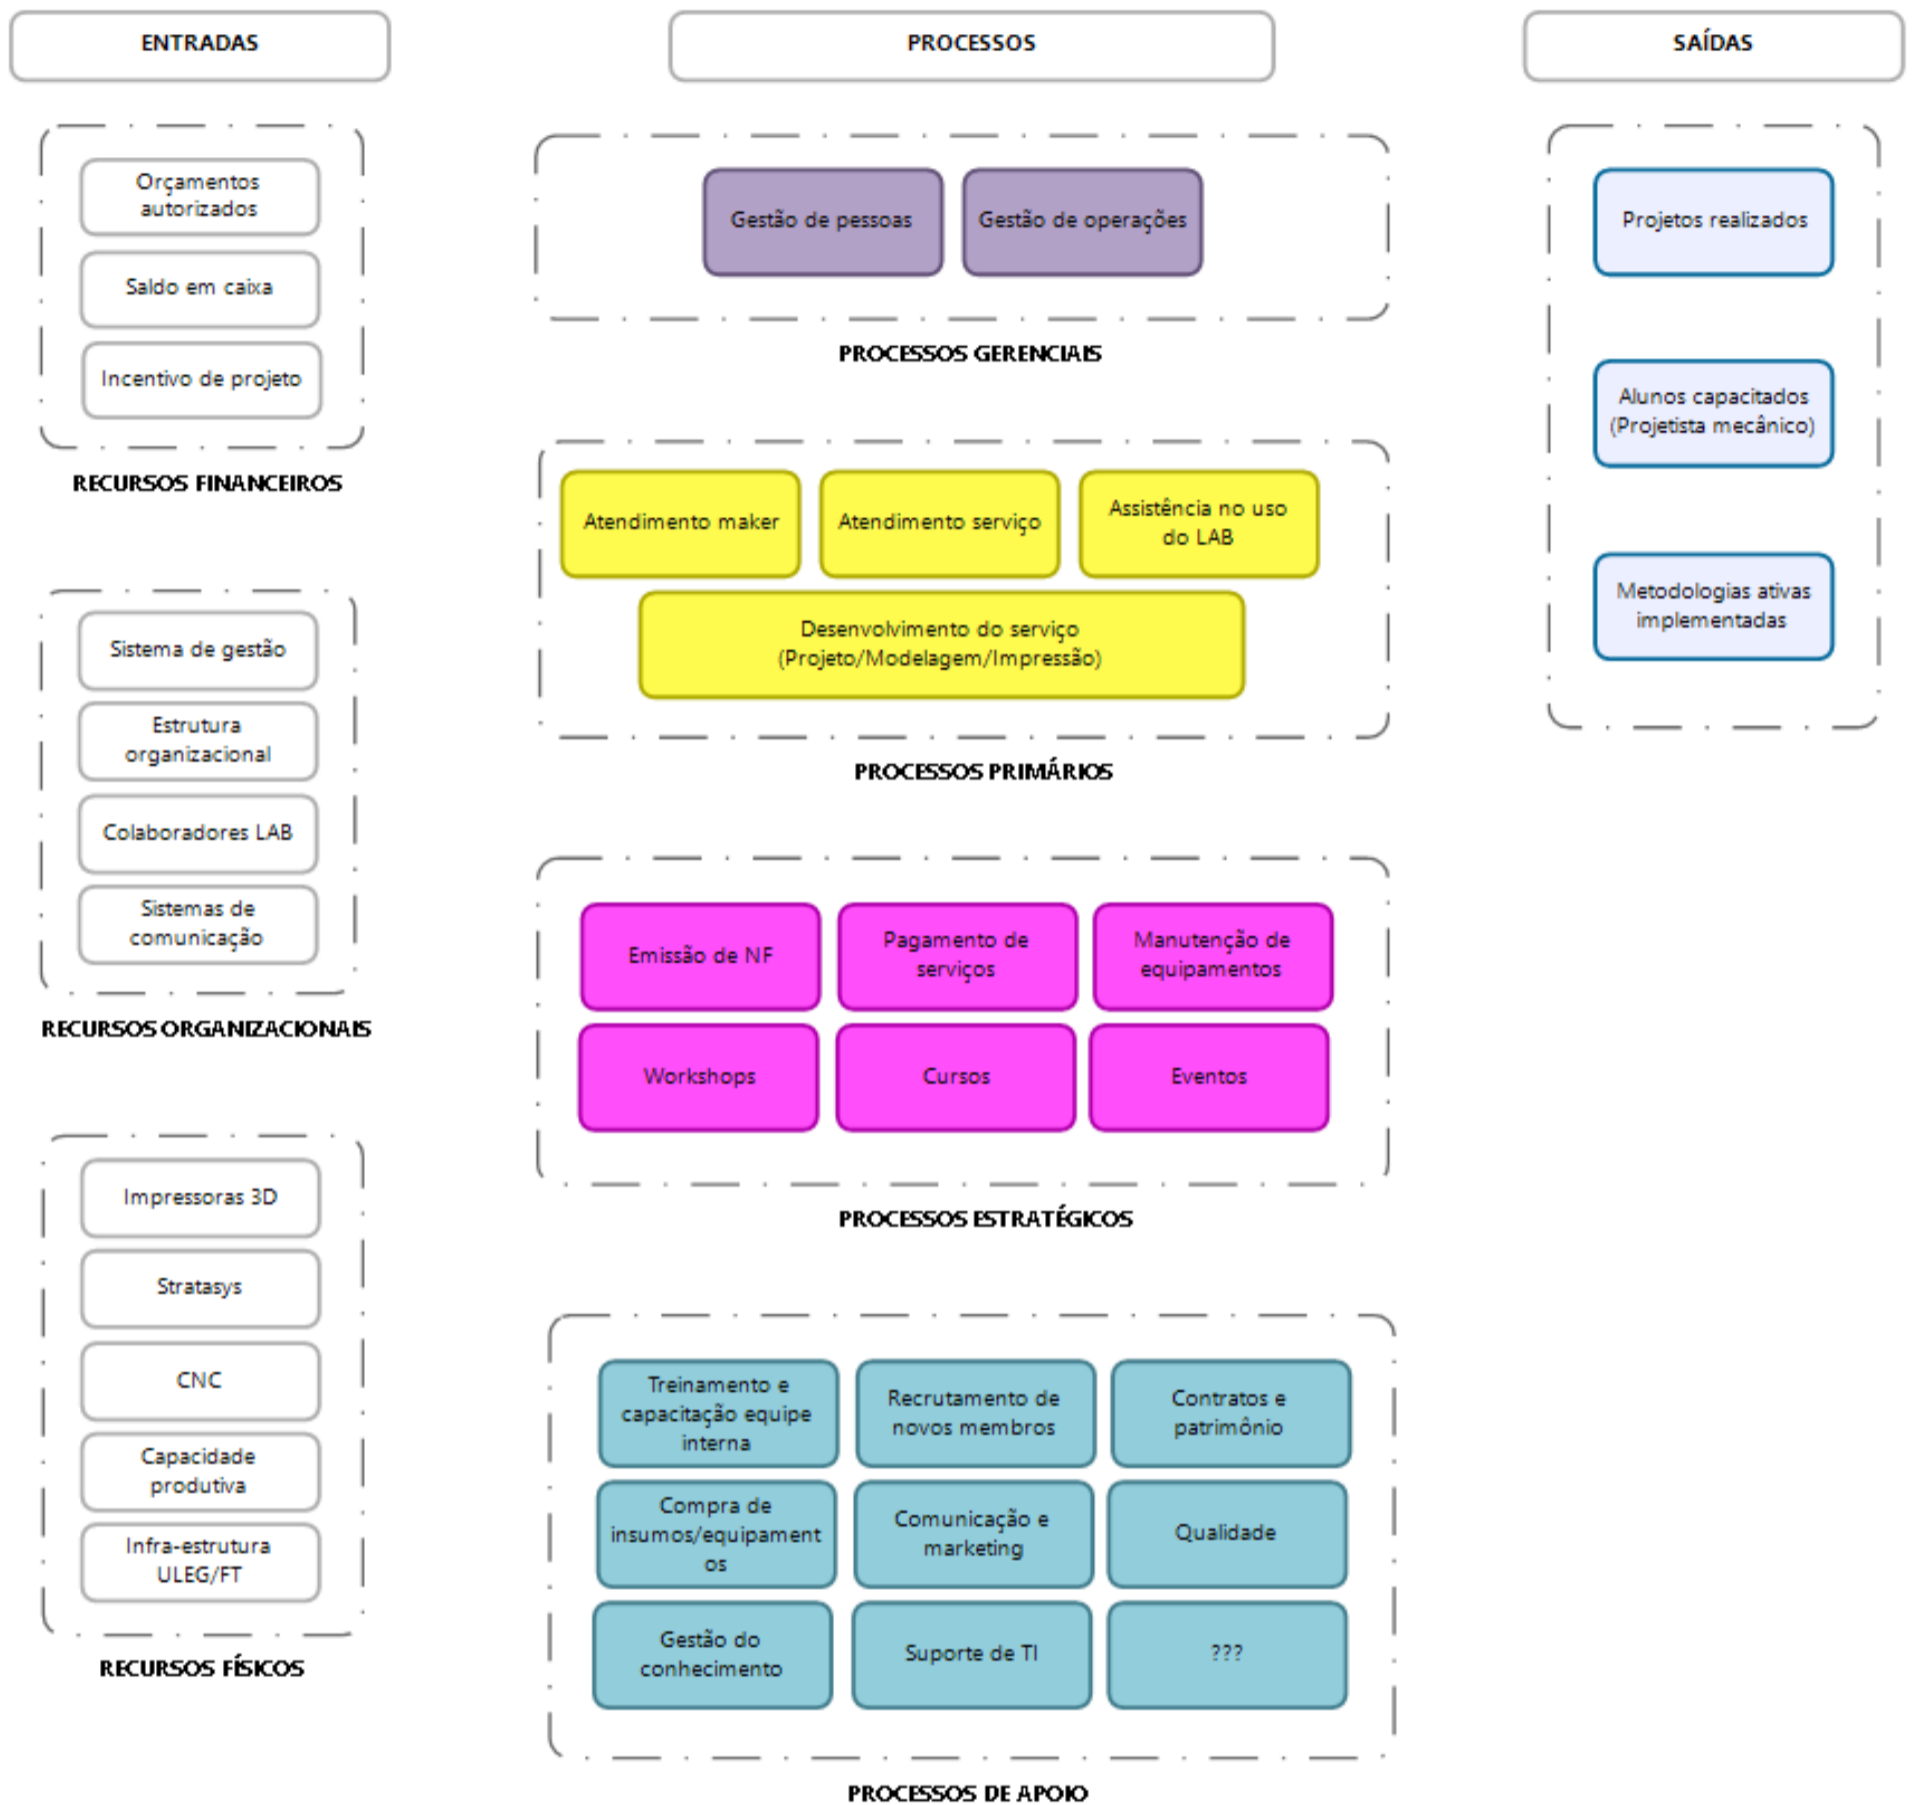 ENTRADAS
PROCESSOS
SAÍDAS
Orçamentos
autorizados
Saldo em caixa
Incentivo de projeto
RECURSOS FINANCEIROS
Sistema de gestão
Estrutura
organizacional
Colaboradores LAB
Sistemas de
comunicação
RECURSOS ORGANIZACIONAIS
Impressoras 3D
Stratasys
CNC
Capacidade
produtiva
Infra-estrutura
ULEG/FT
RECURSOS FÍSICOS
Gestão de pessoas
Gestão de operações
PROCESSOS GERENCIAIS
Atendimento maker
Atendimento serviço
Assistência no uso
do LAB
Desenvolvimento do serviço
(Projeto/Modelagem/Impressão)
PROCESSOS PRIMÁRIOS
Emissão de NF
Pagamento de
serviços
Manutenção de
equipamentos
Workshops
Cursos
Eventos
PROCESSOS ESTRATÉGICOS
Treinamento e
capacitação equipe
interna
Recrutamento de
novos membros
Contratos e
patrimônio
Compra de
insumos/equipament
os
Comunicação e
marketing
Qualidade
Gestão do
conhecimento
Suporte de TI
???
PROCESSOS DE APOIO
Projetos realizados
Alunos capacitados
(Projetista mecânico)
Metodologias ativas
implementadas